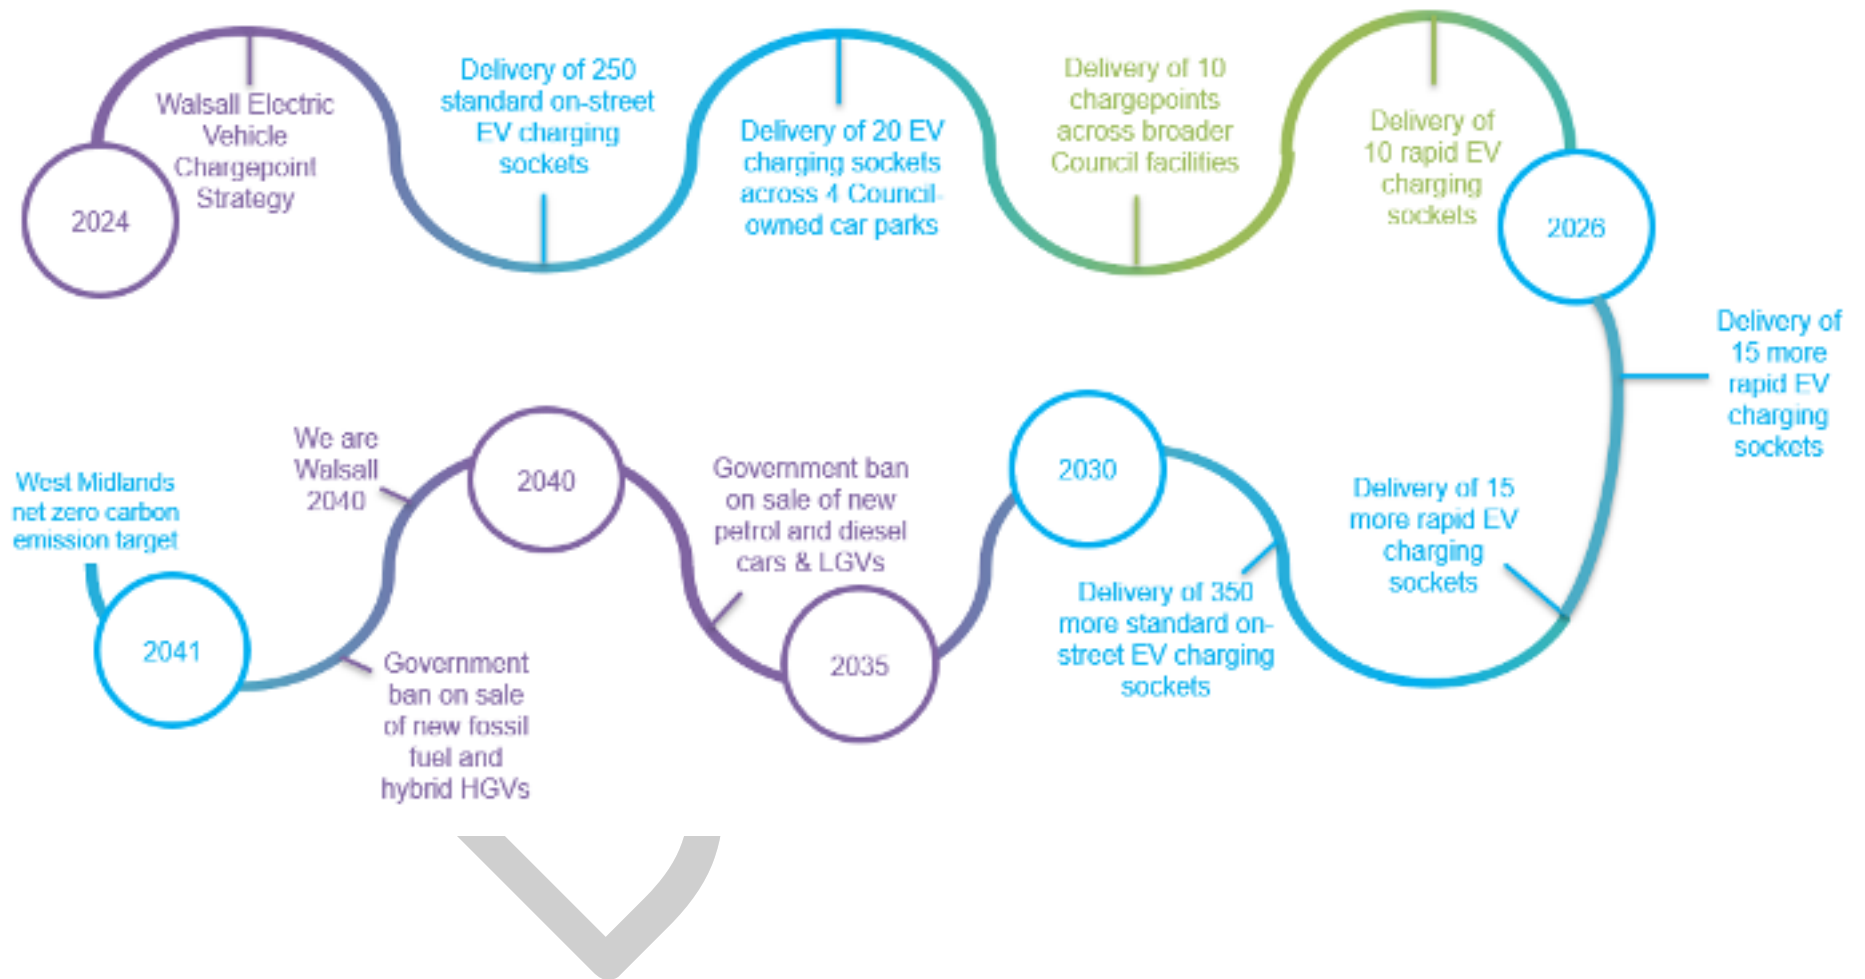 2024
Walsall Electric
Vehicle
Chargepoint
Strategy
Delivery of 250
standard on-street
EV charging
sockets
Delivery of 20 EV
charging sockets
across 4 Council-
owned car parks
Delivery of 10
chargepoints
across broader
Council facilities
Delivery of
10 rapid EV
charging
sockets
2026
Delivery of
15 more
rapid EV
charging
sockets
Delivery of 15
more rapid EV
charging
sockets
Delivery of 350
more standard on-
street EV charging
sockets
2030
2035
Government ban
on sale of new
petrol and diesel
cars & LGVs
2040
We are
Walsall
2040
Government
ban on sale
of new fossil
fuel and
hybrid HGVs
2041
West Midlands
net zero carbon
emission target